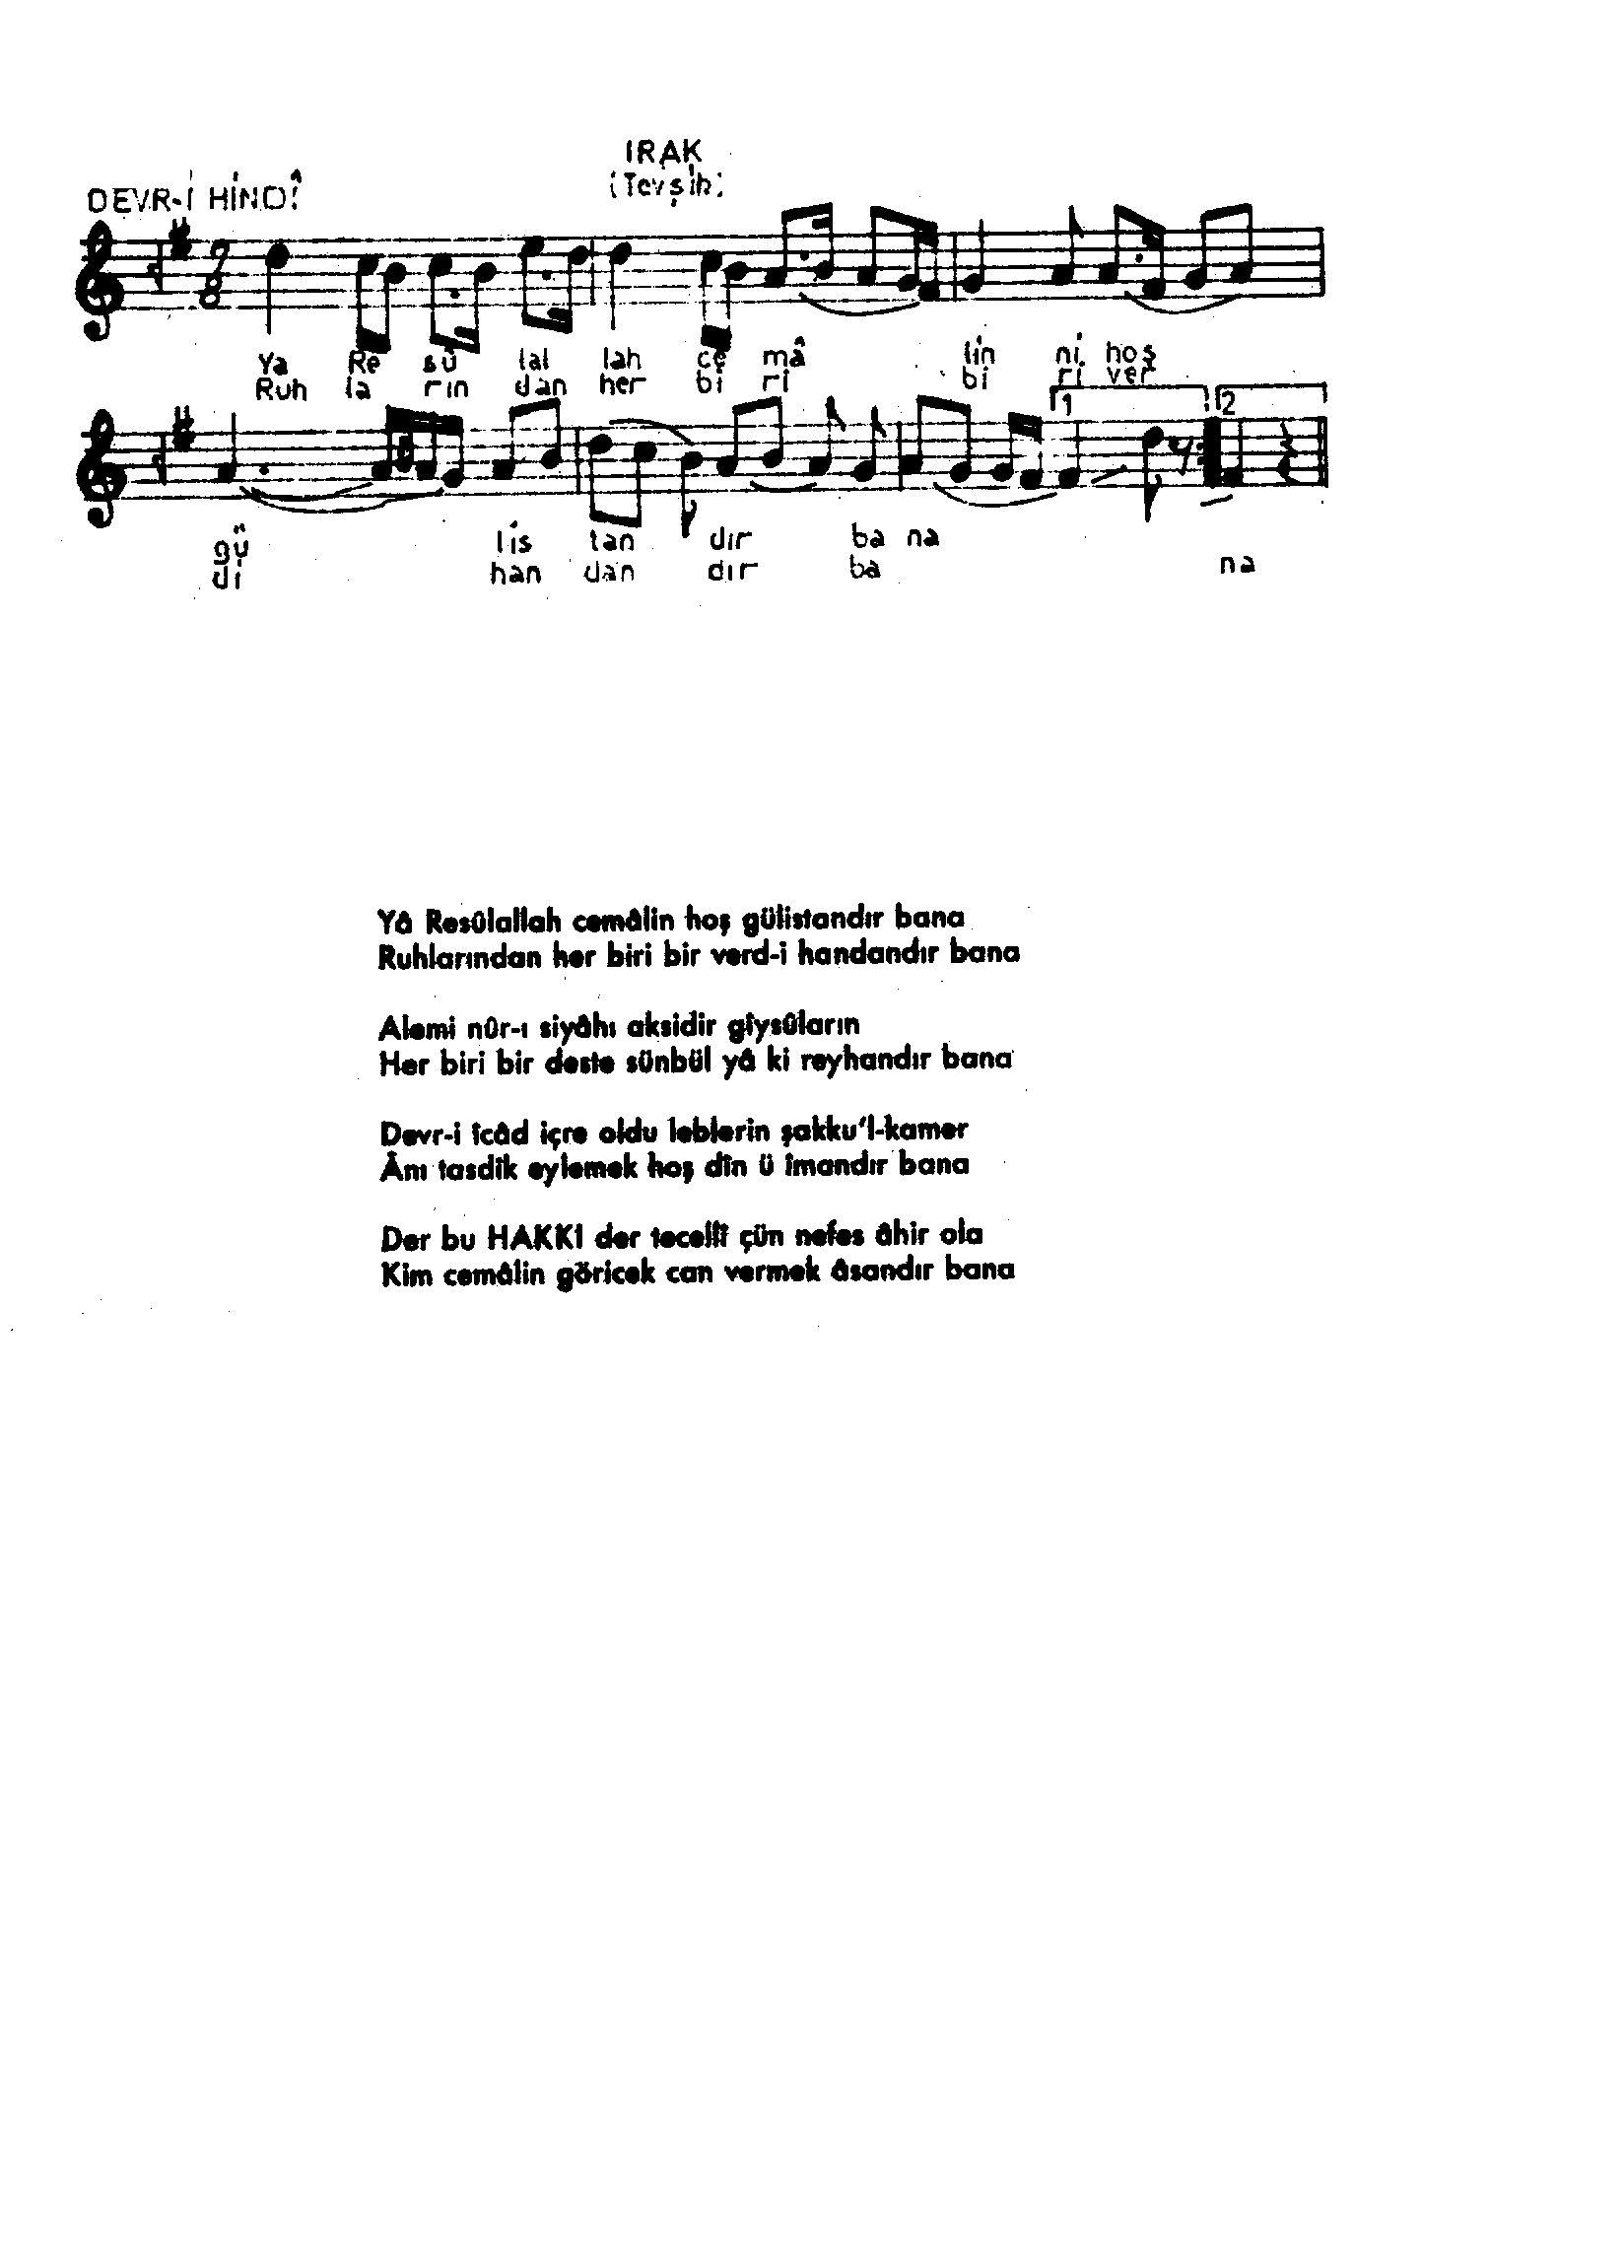 IRAK
(Tevşih)
DEVR-İ HİNDÎ
Ya Re sû lal lah ce mâ lin ni hoş
Ruh la rın dan her bi ri bi ri ver
1 2
gü lis tan dır ba na
di han dan dır ba na
Yâ Resûlallah cemâlin hoş gülistandır bana
Ruhlarından her biri bir verd-i handandır bana
Alemi nûr-ı siyâhı aksidir gîysûların
Her biri bir deste sünbül yâ ki reyhandır bana
Devr-i îcâd içre oldu leblerin şakku'l-kamer
Ânı tasdîk eylemek hoş dîn ü îmandır bana
Der bu HAKKI der tecellî çün nefes âhir ola
Kim cemâlin göricek can vermek âsandır bana